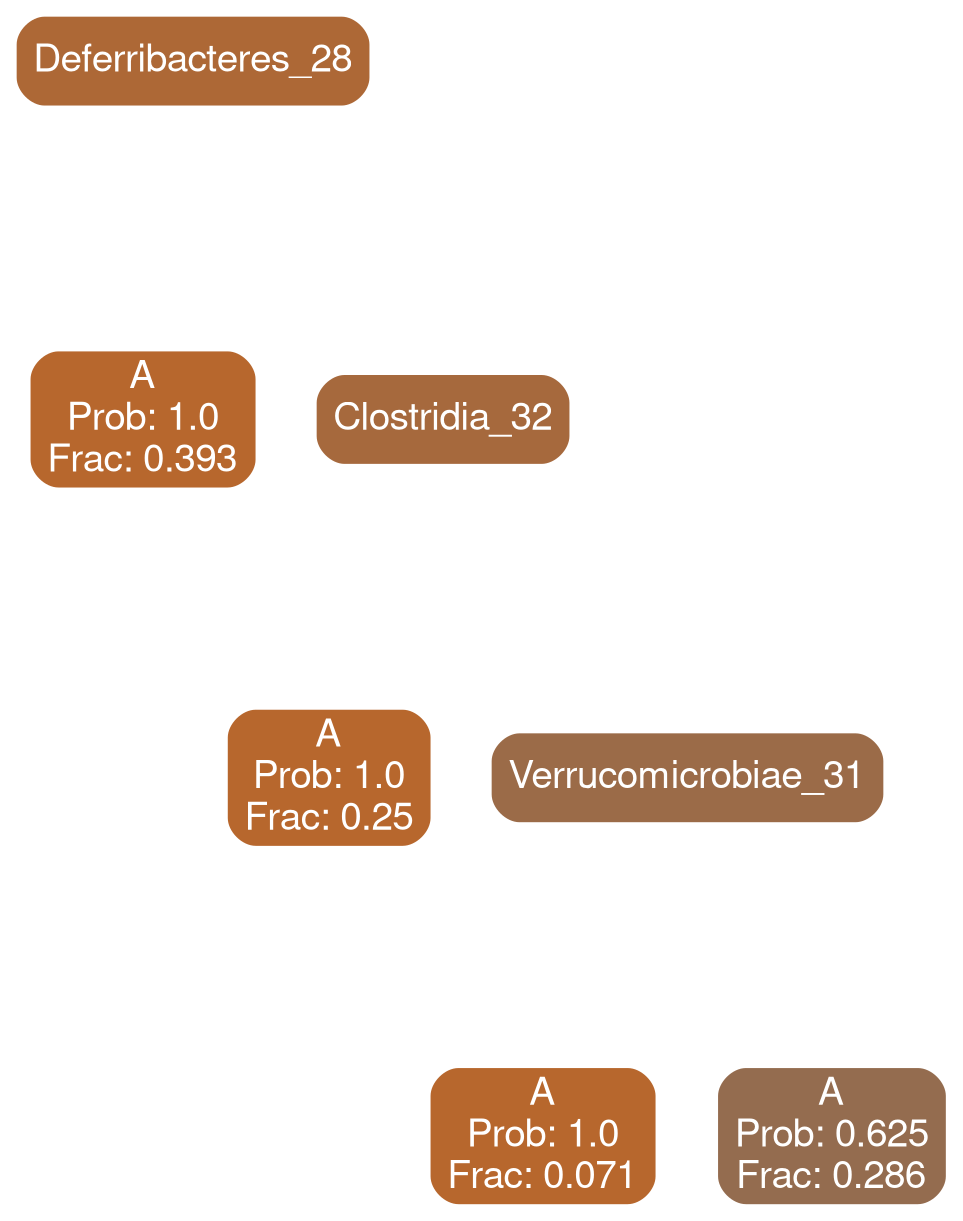 Deferribacteres_28
A
Prob: 1.0
Frac: 0.393
Clostridia_32
A
Prob: 1.0
Frac: 0.25
Verrucomicrobiae_31
A
Prob: 1.0
Frac: 0.071
A
Prob: 0.625
Frac: 0.286